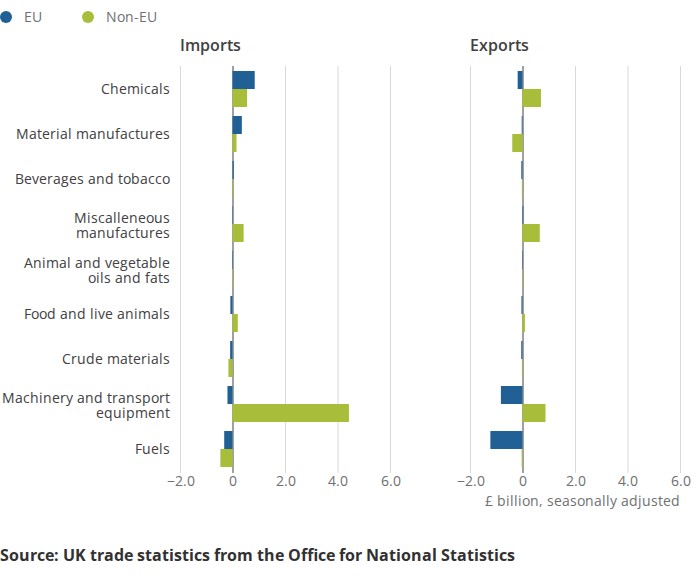 EU Non-EU
Imports Exports
Chemicals
Material manufactures
Beverages and tobacco
Miscalleneous
manufactures
Animal and vegetable
oils and fats
Food and live animals
Crude materials
Machinery and transport
equipment
Fuels
−2.0 0 2.0 4.0 6.0 −2.0 0 2.0 4.0 6.0
£ billion, seasonally adjusted
Source: UK trade statistics from the Office for National Statistics